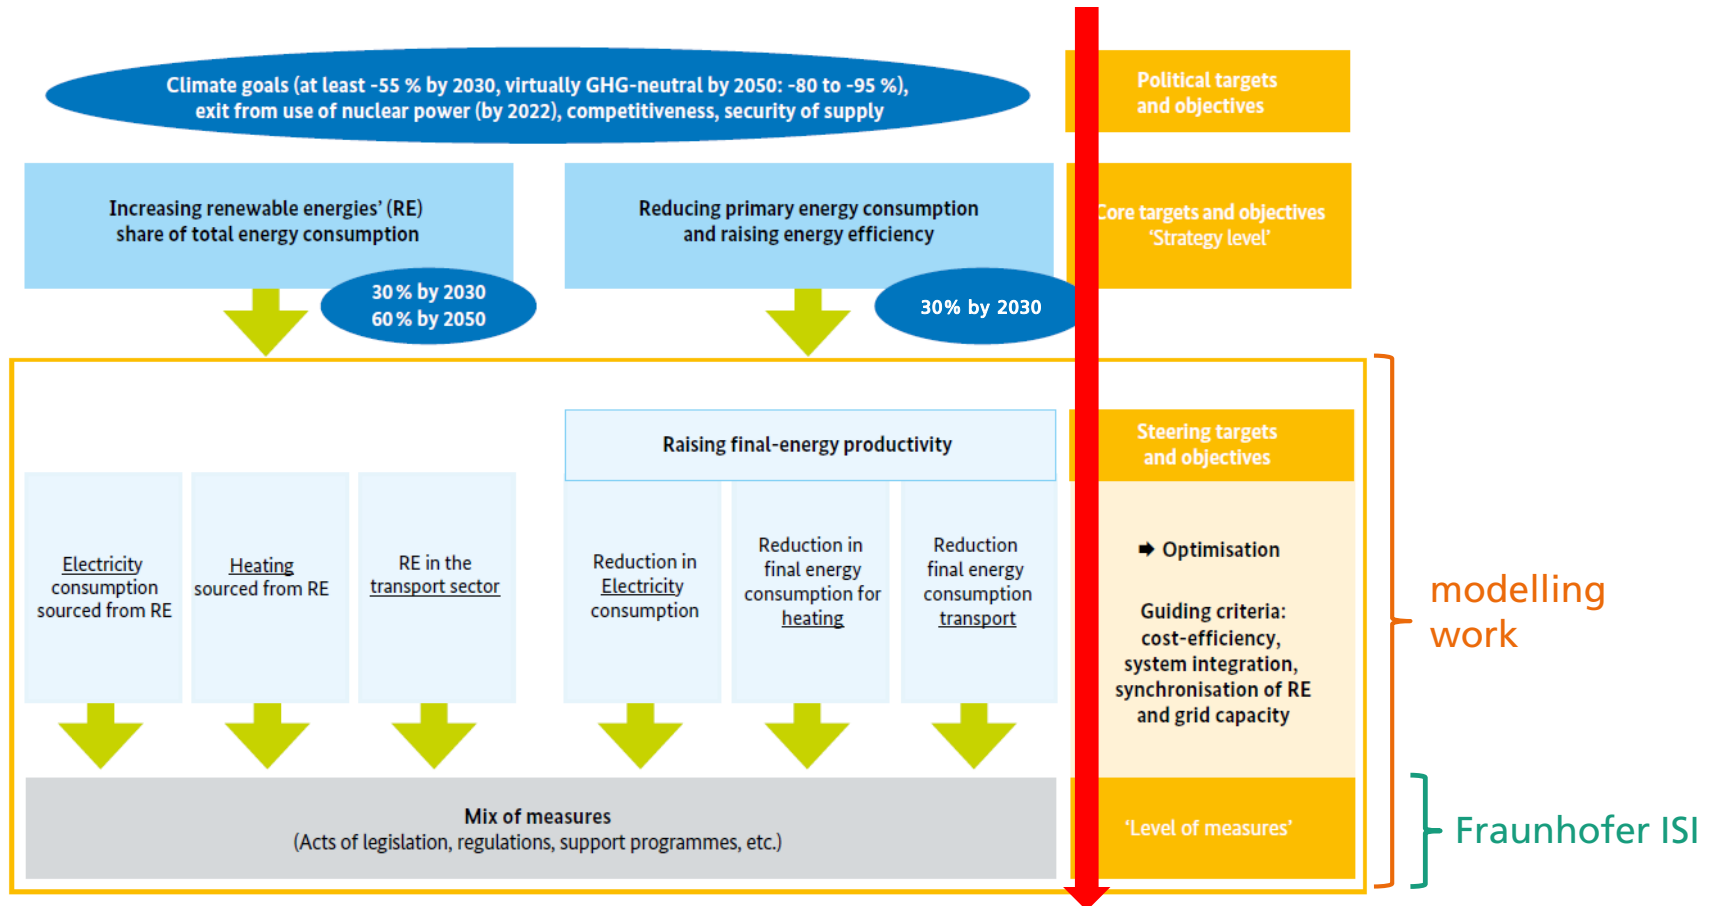 Climate goals (at least -55 % by 2030, virtually GHG-neutral by 2050: -80 to -95 %),
exit from use of nuclear power (by 2022), competitiveness, security of supply
Political targets
and objectives
Increasing renewable energies’ (RE)
share of total energy consumption
Reducing primary energy consumption
and raising energy efficiency
Core targets and objectives
‘Strategy level’
30 % by 2030
60 % by 2050
30% by 2030
Raising final-energy productivity
Steering targets
and objectives
Electricity
consumption
sourced from RE
Heating
sourced from RE
RE in the
transport sector
Reduction in
Electricity
consumption
Reduction in
final energy
consumption for
heating
Reduction
final energy
consumption
transport
➡ Optimisation
Guiding criteria:
cost-efficiency,
system integration,
synchronisation of RE
and grid capacity
modelling
work
Mix of measures
(Acts of legislation, regulations, support programmes, etc.)
‘Level of measures’
Fraunhofer ISI